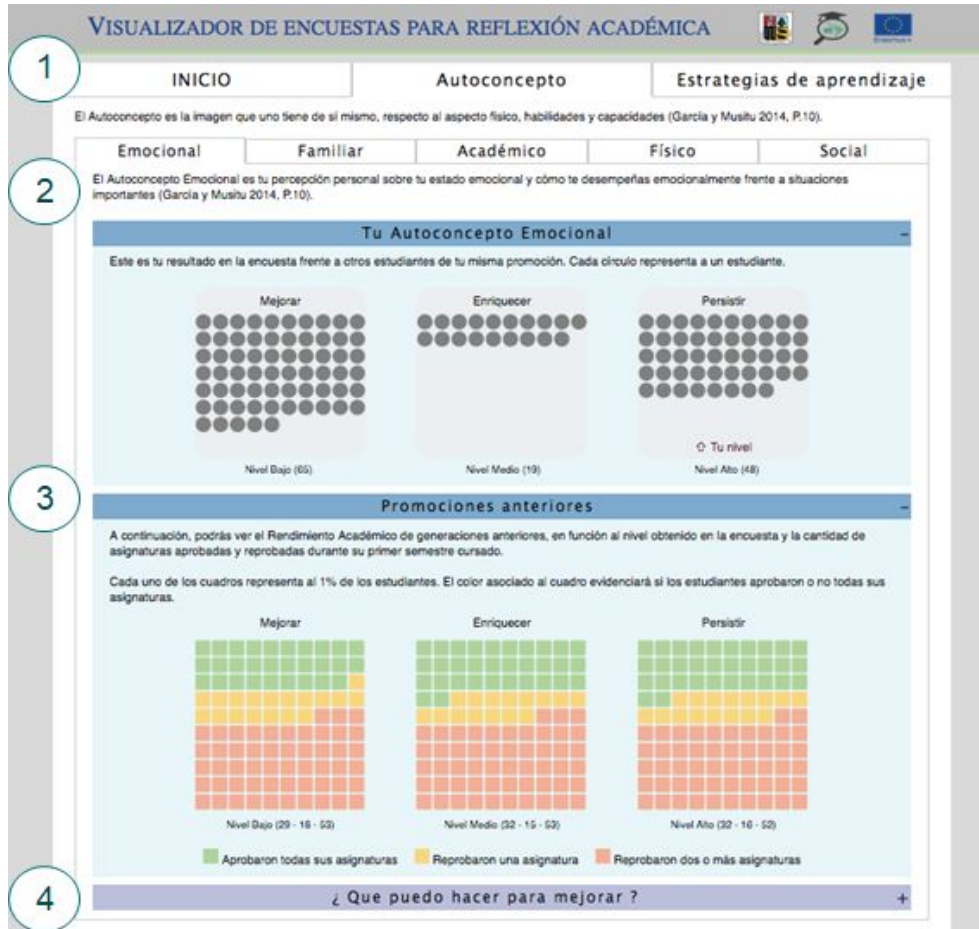 VISUALIZADOR DE ENCUESTAS PARA REFLEXIÓN ACADÉMICA
Erasmus+
1
INICIO
Autoconcepto
Estrategias de aprendizaje
El Autoconcepto es la imagen que uno tiene de sí mismo, respecto al aspecto físico, habilidades y capacidades (García y Musitu 2014, P.10).
Emocional
Familiar
Académico
Físico
Social
2
El Autoconcepto Emocional es tu percepción personal sobre tu estado emocional y cómo te desempeñas emocionalmente frente a situaciones
importantes (García y Musitu 2014, P.10).
Tu Autoconcepto Emocional –
Este es tu resultado en la encuesta frente a otros estudiantes de tu misma promoción. Cada círculo representa a un estudiante.
Mejorar
Enriquecer
Persistir
⇧ Tu nivel
Nivel Bajo (65)
Nivel Medio (19)
Nivel Alto (48)
3
Promociones anteriores –
A continuación, podrás ver el Rendimiento Académico de generaciones anteriores, en función al nivel obtenido en la encuesta y la cantidad de
asignaturas aprobadas y reprobadas durante su primer semestre cursado.
Cada uno de los cuadros representa al 1% de los estudiantes. El color asociado al cuadro evidenciará si los estudiantes aprobaron o no todas sus
asignaturas.
Mejorar
Enriquecer
Persistir
Nivel Bajo (29 - 18 - 53)
Nivel Medio (32 - 15 - 53)
Nivel Alto (32 - 16 - 52)
Aprobaron todas sus asignaturas
Reprobaron una asignatura
Reprobaron dos o más asignaturas
4
¿ Que puedo hacer para mejorar ? +